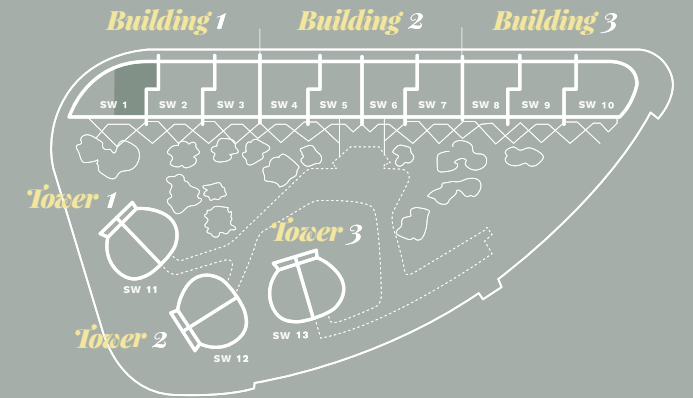 Building 1 Building 2 Building 3
SW 1 SW 2 SW 3 SW 4 SW 5 SW 6 SW 7 SW 8 SW 9 SW 10
Tower 1
Tower 3
SW 11
Tower 2
SW 13
SW 12